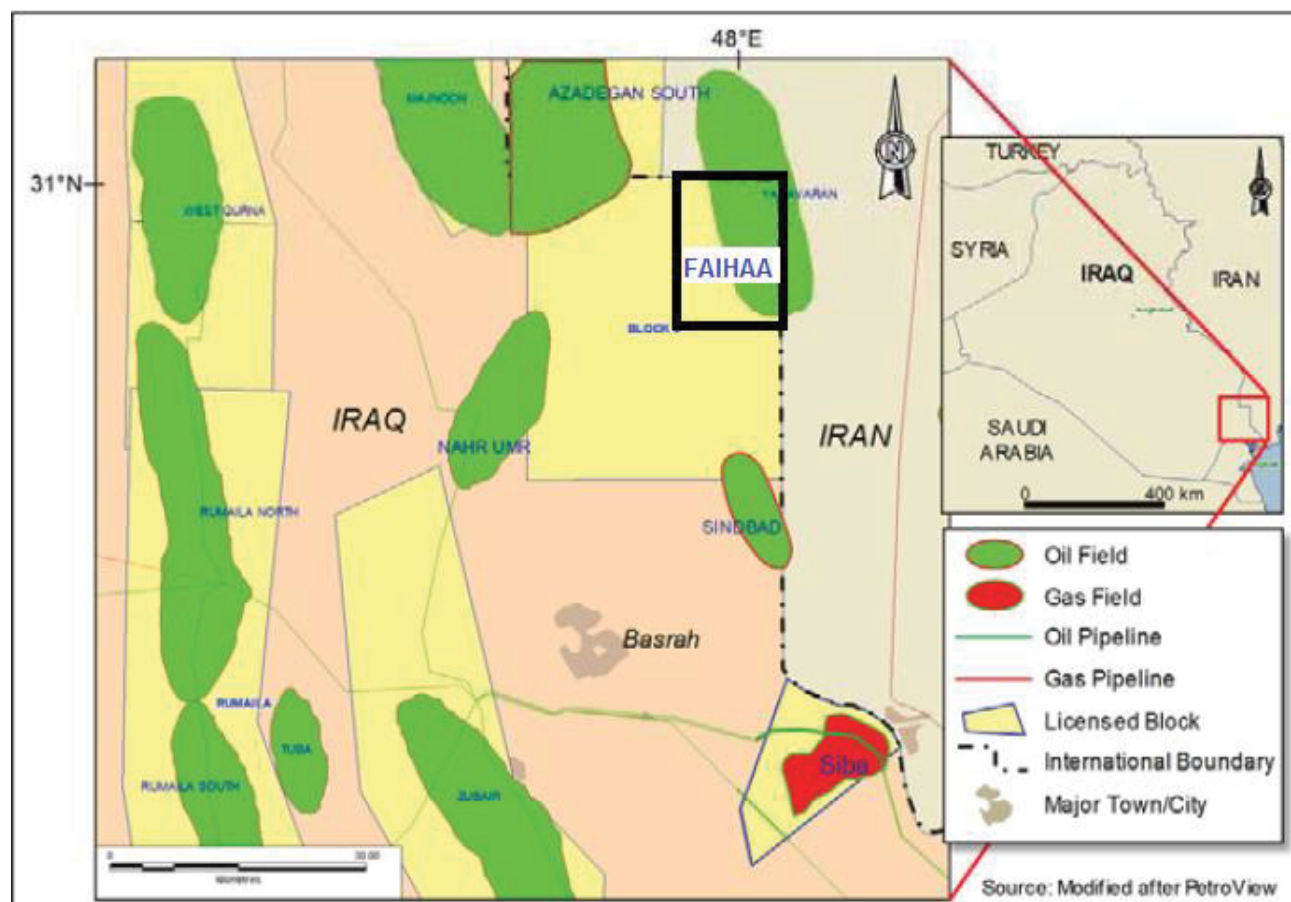 48°E
MAJNOON
AZADEGAN SOUTH
31°N
WEST QURNA
YADAVARAN
N
FAIHAA
BLOCK
IRAQ
NAHR UMR
IRAN
RUMAILA NORTH
SINDBAD
Basrah
RUMAILA
TUBA
RUMAILA SOUTH
ZUBAIR
Siba
0
TURKEY
SYRIA
IRAQ
IRAN
SAUDI
ARABIA
0 400 km
Oil Field
Gas Field
Oil Pipeline
Gas Pipeline
Licensed Block
International Boundary
Major Town/City
Source: Modified after PetroView